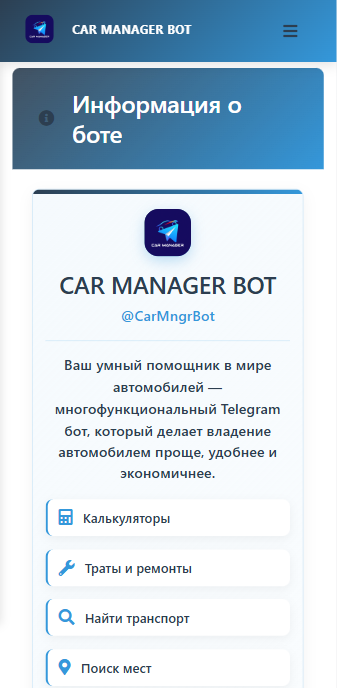 CAR MANAGER BOT
Информация о
боте
CAR MANAGER
CAR MANAGER BOT
@CarMngrBot
Ваш умный помощник в мире
автомобилей —
многофункциональный Telegram
бот, который делает владение
автомобилем проще, удобнее и
экономичнее.
Калькуляторы
Траты и ремонты
Найти транспорт
Поиск мест